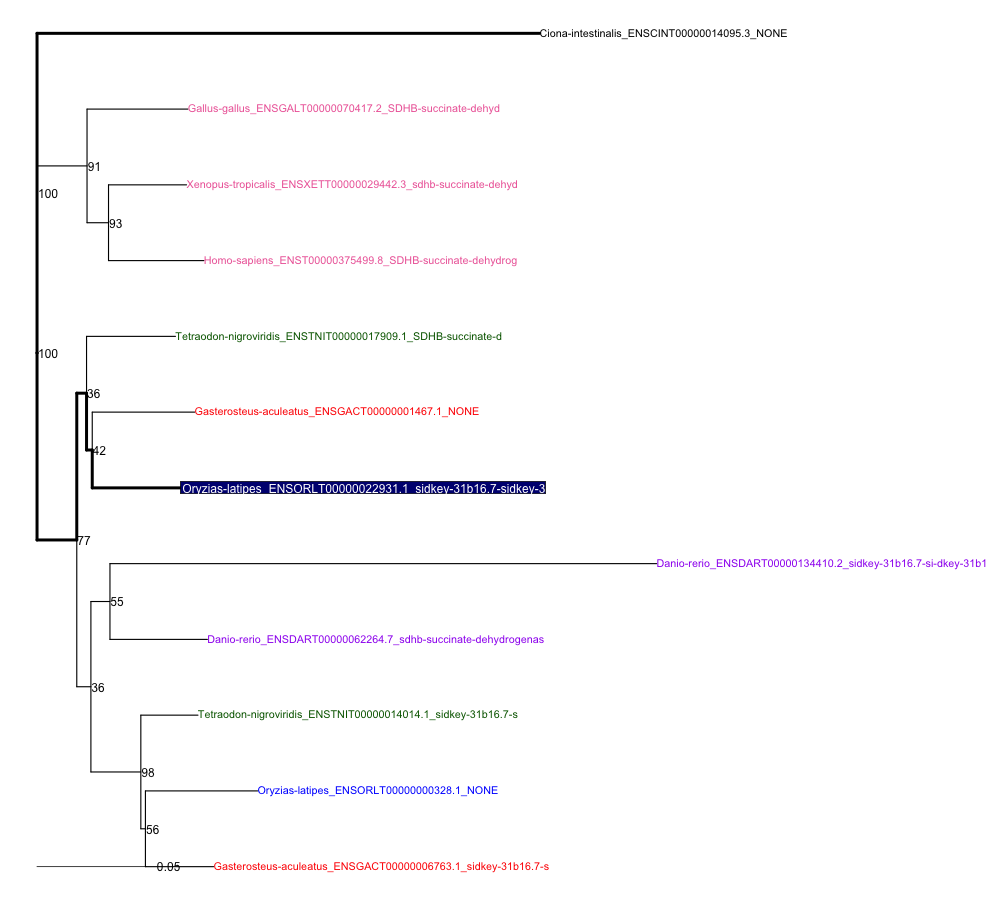 Ciona-intestinalis_ENSCINT00000014095.3_NONE
Gallus-gallus_ENSGALT00000070417.2_SDHB-succinate-dehyd
91
Xenopus-tropicalis_ENSXETT00000029442.3_sdhb-succinate-dehyd
100
93
Homo-sapiens_ENST00000375499.8_SDHB-succinate-dehydrog
Tetraodon-nigroviridis_ENSTNIT00000017909.1_SDHB-succinate-d
100
36
Gasterosteus-aculeatus_ENSGACT00000001467.1_NONE
42
Oryzias-latipes_ENSORLT00000022931.1_sidkey-31b16.7-sidkey-3
77
Danio-rerio_ENSDART00000134410.2_sidkey-31b16.7-si-dkey-31b1
55
Danio-rerio_ENSDART00000062264.7_sdhb-succinate-dehydrogenas
36
Tetraodon-nigroviridis_ENSTNIT00000014014.1_sidkey-31b16.7-s
98
Oryzias-latipes_ENSORLT00000000328.1_NONE
56
0.05
Gasterosteus-aculeatus_ENSGACT00000006763.1_sidkey-31b16.7-s